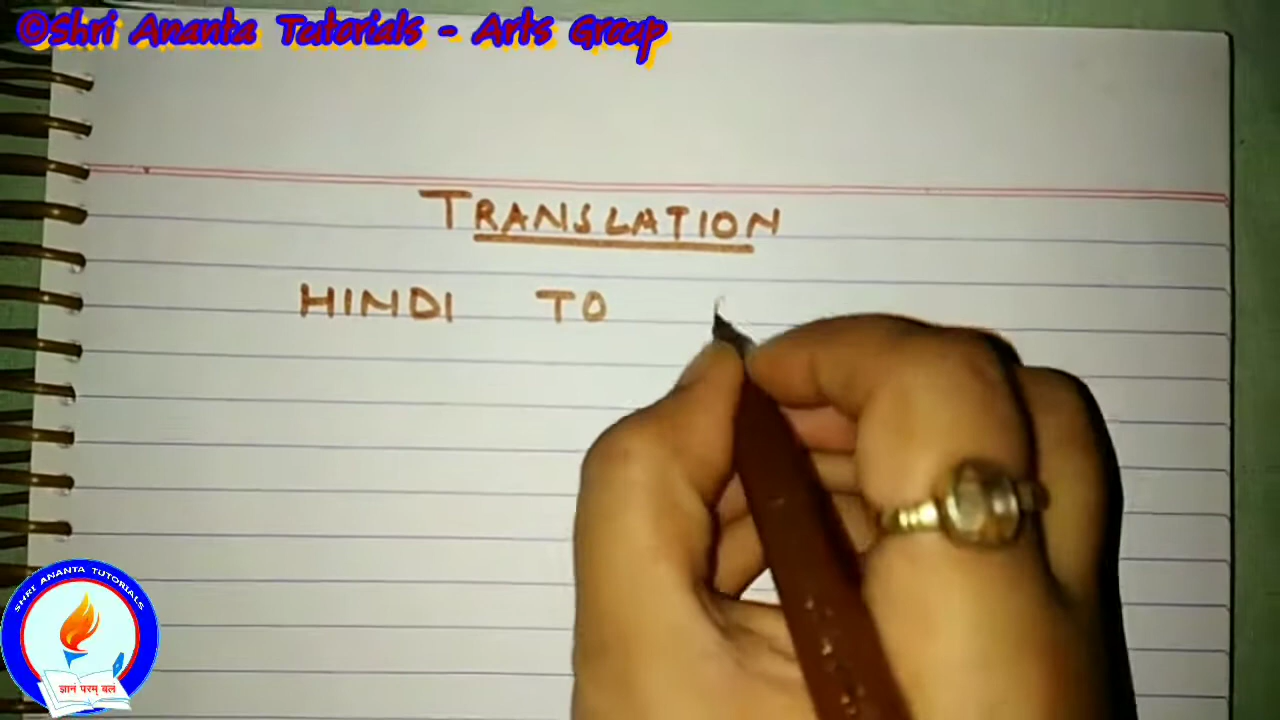 ©Shri Ananta Tutorials - Arts Group
TRANSLATION
HINDI TO
SHRI ANANTA TUTORIALS
ज्ञानं परम् बलं